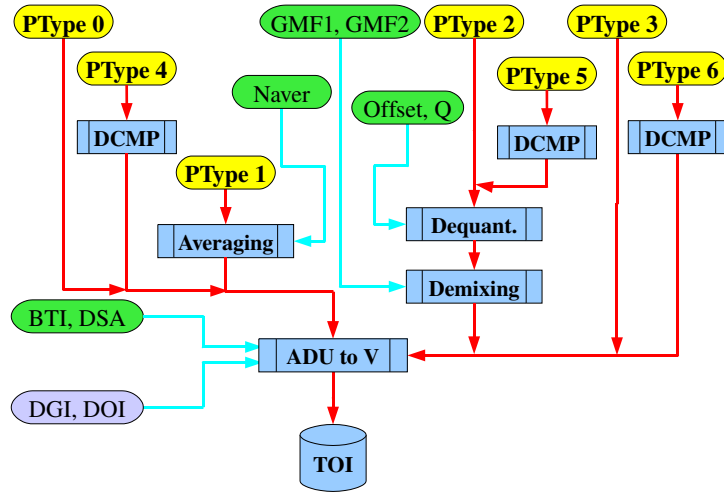 PType 0
GMF1, GMF2
PType 2
PType 3
PType 4
PType 5
PType 6
Naver
Offset, Q
DCMP
DCMP
DCMP
PType 1
Averaging
Dequant.
Demixing
BTI, DSA
ADU to V
DGI, DOI
TOI